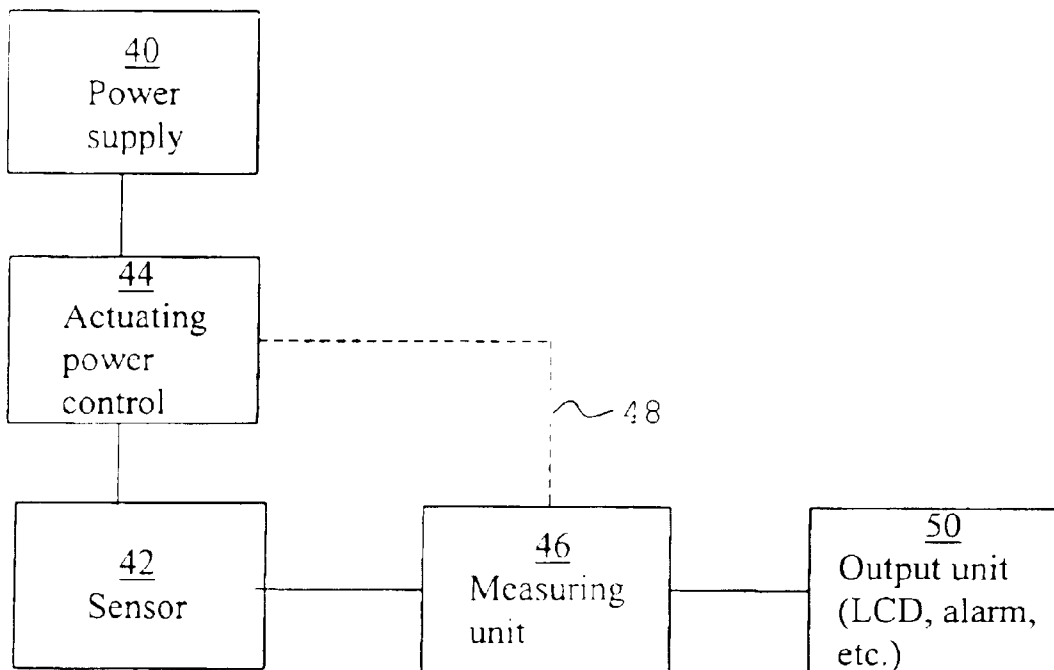 40
Power
supply
44
Actuating
power
control
48
42
Sensor
46
Measuring
unit
50
Output unit
(LCD, alarm,
etc.)